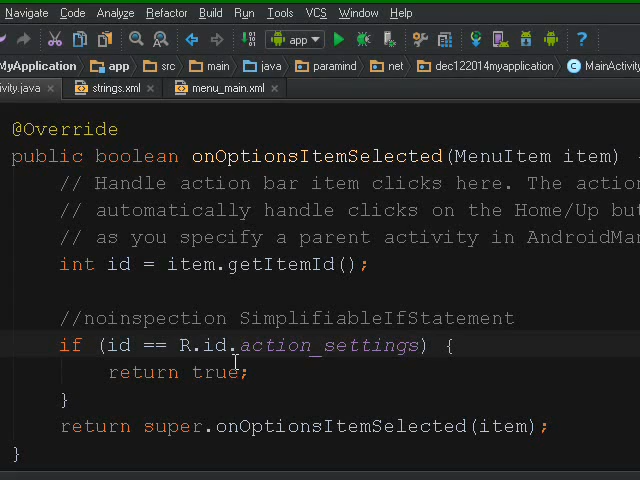 Navigate Code Analyze Refactor Build Run Tools VCS Window Help
app
MyApplication app src main java paramind net dec122014myapplication MainActivity
ity.java strings.xml menu_main.xml
@Override
public boolean onOptionsItemSelected(MenuItem item) {
// Handle action bar item clicks here. The action
// automatically handle clicks on the Home/Up but
// as you specify a parent activity in AndroidMan
int id = item.getItemId();
//noinspection SimplifiableIfStatement
if (id == R.id.action_settings) {
return true;
}
return super.onOptionsItemSelected(item);
}